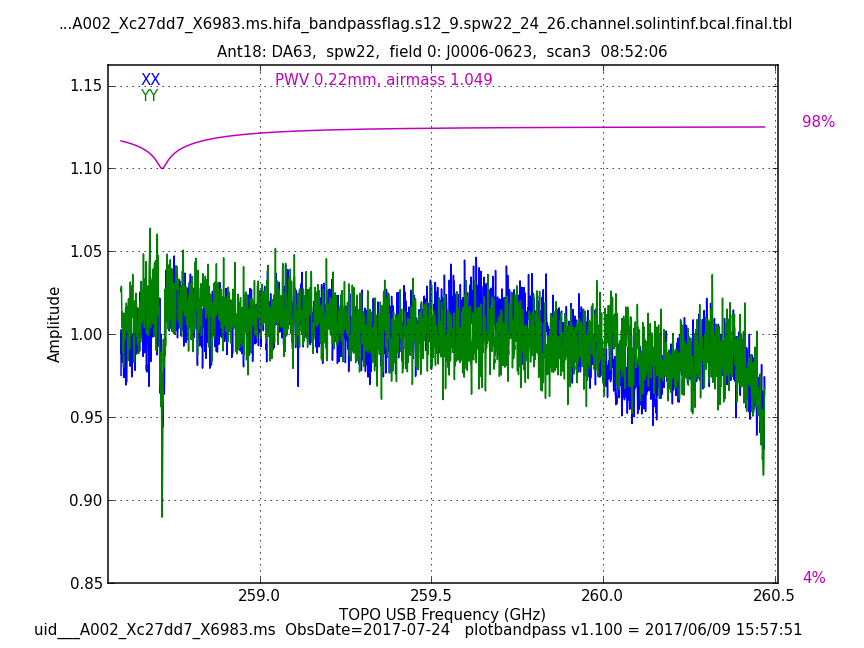 ...A002_Xc27dd7_X6983.ms.hifa_bandpassflag.s12_9.spw22_24_26.channel.solintinf.bcal.final.tbl
Ant18: DA63, spw22, field 0: J0006-0623, scan3 08:52:06
XX
PWV 0.22mm, airmass 1.049
YY
1.15
1.10
1.05
1.00
0.95
0.90
0.85
Amplitude
98%
4%
259.0 259.5 260.0 260.5
TOPO USB Frequency (GHz)
uid___A002_Xc27dd7_X6983.ms ObsDate=2017-07-24 plotbandpass v1.100 = 2017/06/09 15:57:51